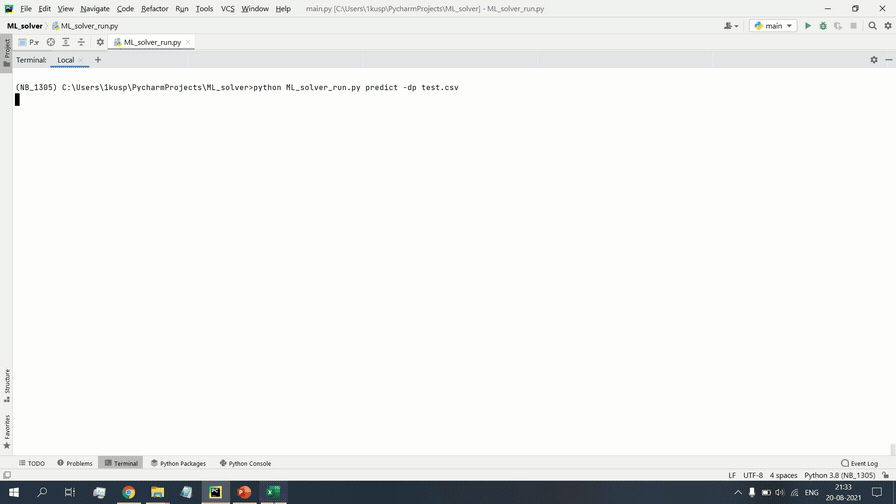 File Edit View Navigate Code Refactor Run Tools VCS Window Help main.py [C:\Users\1kusp\PycharmProjects\ML_solver] - ML_solver_run.py
ML_solver ML_solver_run.py main
Project P.. ML_solver_run.py
Terminal: Local
(NB_1305) C:\Users\1kusp\PycharmProjects\ML_solver>python ML_solver_run.py predict -dp test.csv
Structure
Favorites
TODO Problems Terminal Python Packages Python Console Event Log
LF UTF-8 4 spaces Python 3.8 (NB_1305)
PC ENG 21:33
20-08-2021